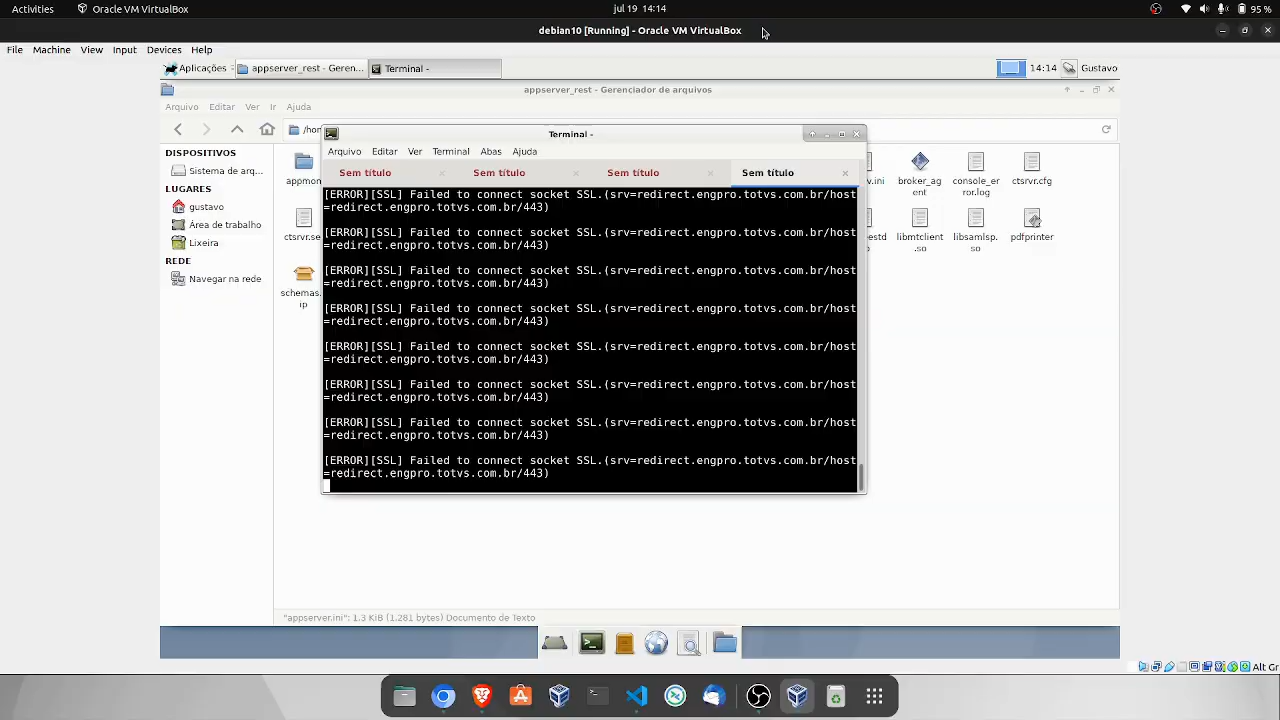 Activities
Oracle VM VirtualBox
jul 19 14:14
95 %
debian10 [Running] - Oracle VM VirtualBox
File Machine View Input Devices Help
Aplicações
appserver_rest - Geren...
Terminal -
14:14
Gustavo
appserver_rest - Gerenciador de arquivos
Arquivo Editar Ver Ir Ajuda
DISPOSITIVOS
Sistema de arq...
LUGARES
gustavo
Área de trabalho
Lixeira
REDE
Navegar na rede
Terminal -
Arquivo Editar Ver Terminal Abas Ajuda
Sem título
Sem título
Sem título
Sem título
[ERROR][SSL] Failed to connect socket SSL.(srv=redirect.engpro.totvs.com.br/host
=redirect.engpro.totvs.com.br/443)
[ERROR][SSL] Failed to connect socket SSL.(srv=redirect.engpro.totvs.com.br/host
=redirect.engpro.totvs.com.br/443)
[ERROR][SSL] Failed to connect socket SSL.(srv=redirect.engpro.totvs.com.br/host
=redirect.engpro.totvs.com.br/443)
[ERROR][SSL] Failed to connect socket SSL.(srv=redirect.engpro.totvs.com.br/host
=redirect.engpro.totvs.com.br/443)
[ERROR][SSL] Failed to connect socket SSL.(srv=redirect.engpro.totvs.com.br/host
=redirect.engpro.totvs.com.br/443)
[ERROR][SSL] Failed to connect socket SSL.(srv=redirect.engpro.totvs.com.br/host
=redirect.engpro.totvs.com.br/443)
[ERROR][SSL] Failed to connect socket SSL.(srv=redirect.engpro.totvs.com.br/host
=redirect.engpro.totvs.com.br/443)
[ERROR][SSL] Failed to connect socket SSL.(srv=redirect.engpro.totvs.com.br/host
=redirect.engpro.totvs.com.br/443)
broker_ag
ent
console_er
ror.log
ctsrvr.cfg
libmtclient
.so
libsamlsp.
so
pdfprinter
ctsrvr.se
schemas.
ip
"appserver.ini": 1.3 KiB (1.281 bytes) Documento de Texto
Alt Gr